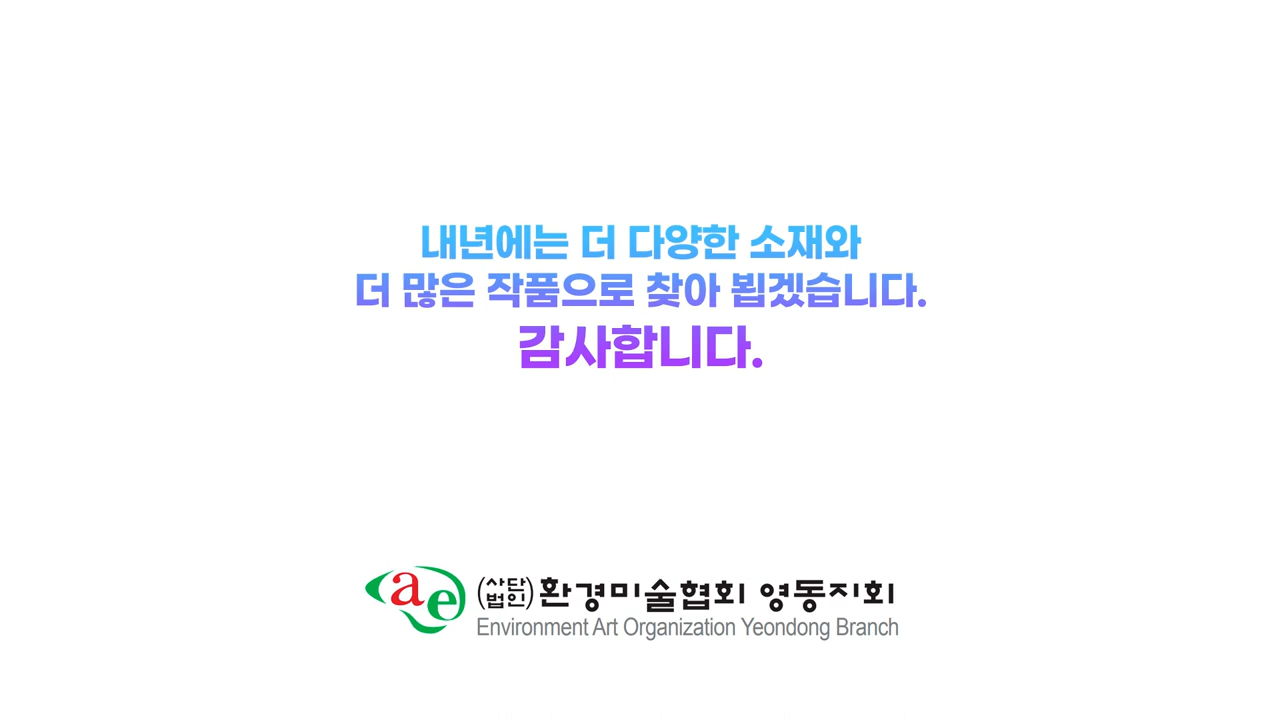 내년에는 더 다양한 소재와
더 많은 작품으로 찾아 뵙겠습니다.
감사합니다.
ae (사단법인)환경미술협회 영동지회
Environment Art Organization Yeondong Branch